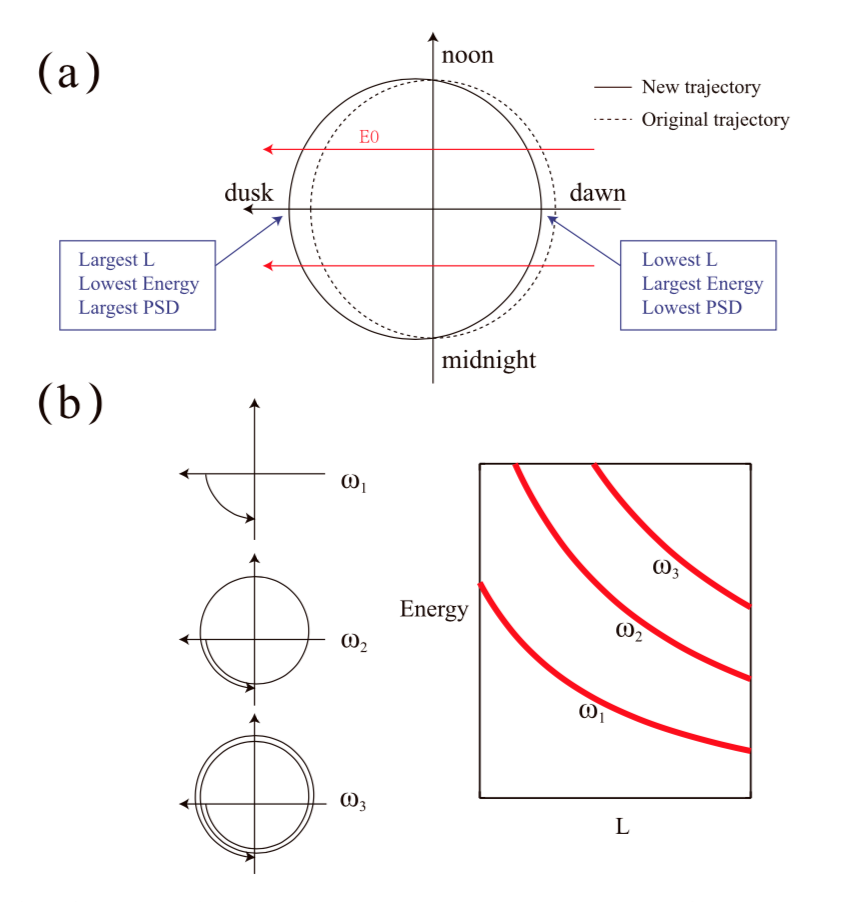 (a)
noon
New trajectory
Original trajectory
E0
dusk
dawn
Largest L
Lowest Energy
Largest PSD
Lowest L
Largest Energy
Lowest PSD
midnight
(b)
ω1
ω2
ω3
Energy
ω3
ω2
ω1
L